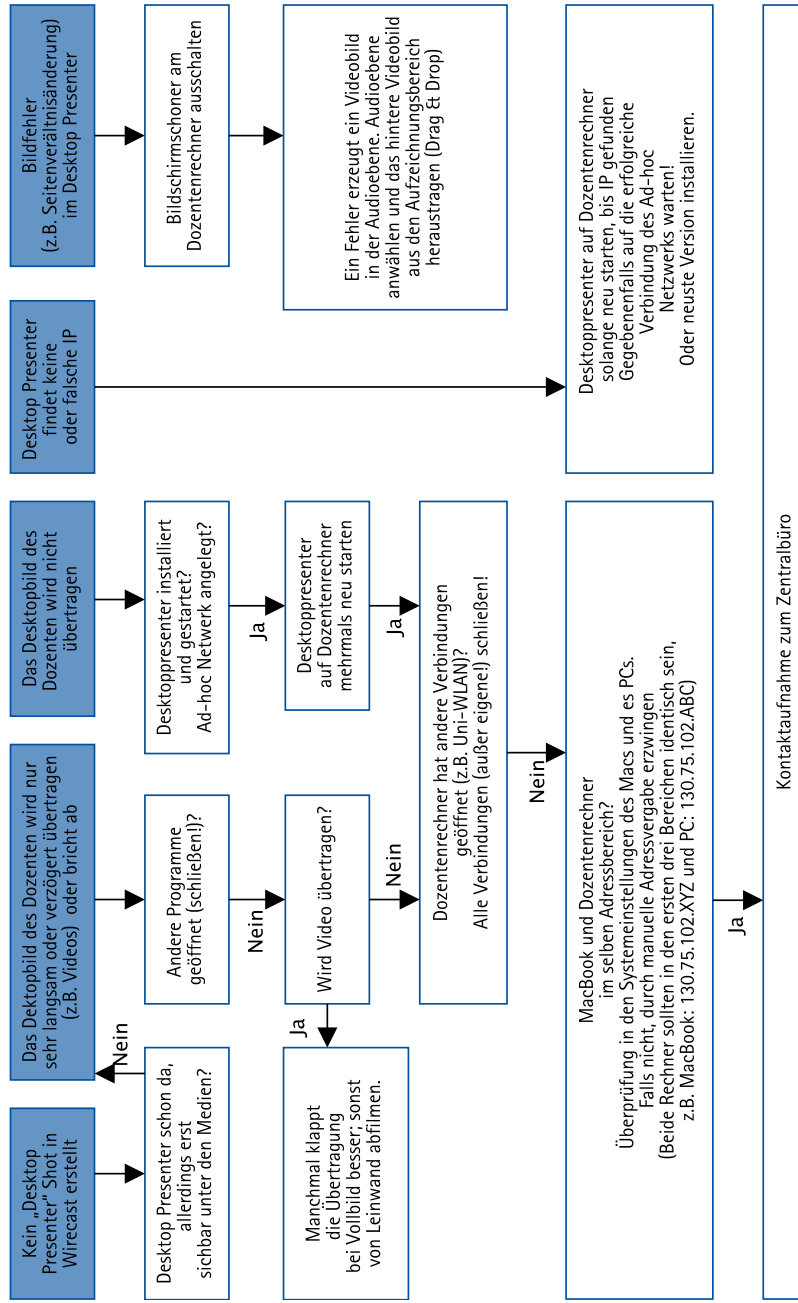 Kein „Desktop
Presenter“ Shot in
Wirecast erstellt
Das Dektopbild des Dozenten wird nur
sehr langsam oder verzögert übertragen
(z.B. Videos) oder bricht ab
Das Desktopbild des
Dozenten wird nicht
übertragen
Desktop Presenter
findet keine
oder falsche IP
Bildfehler
(z.B. Seitenverältnisänderung)
im Desktop Presenter
Nein
Desktop Presenter schon da,
allerdings erst
sichbar unter den Medien?
Andere Programme
geöffnet (schließen!)?
Desktoppresenter installiert
und gestartet?
Ad-hoc Netwerk angelegt?
Bildschirmschoner am
Dozentenrechner ausschalten
Nein
Ja
Ja
Manchmal klappt
die Übertragung
bei Vollbild besser; sonst
von Leinwand abfilmen.
Wird Video übertragen?
Desktoppresenter
auf Dozentenrechner
mehrmals neu starten
Ein Fehler erzeugt ein Videobild
in der Audioebene. Audioebene
anwählen und das hintere Videobild
aus den Aufzeichnungsbereich
heraustragen (Drag & Drop)
Nein
Ja
Dozentenrechner hat andere Verbindungen
geöffnet (z.B. Uni-WLAN)?
Alle Verbindungen (außer eigene!) schließen!
Nein
MacBook und Dozentenrechner
im selben Adressbereich?
Überprüfung in den Systemeinstellungen des Macs und es PCs.
Falls nicht, durch manuelle Adressvergabe erzwingen
(Beide Rechner sollten in den ersten drei Bereichen identisch sein,
z.B. MacBook: 130.75.102.XYZ und PC: 130.75.102.ABC)
Desktoppresenter auf Dozentenrechner
solange neu starten, bis IP gefunden
Gegebenenfalls auf die erfolgreiche
Verbindung des Ad-hoc
Netzwerks warten!
Oder neuste Version installieren.
Ja
Kontaktaufnahme zum Zentralbüro